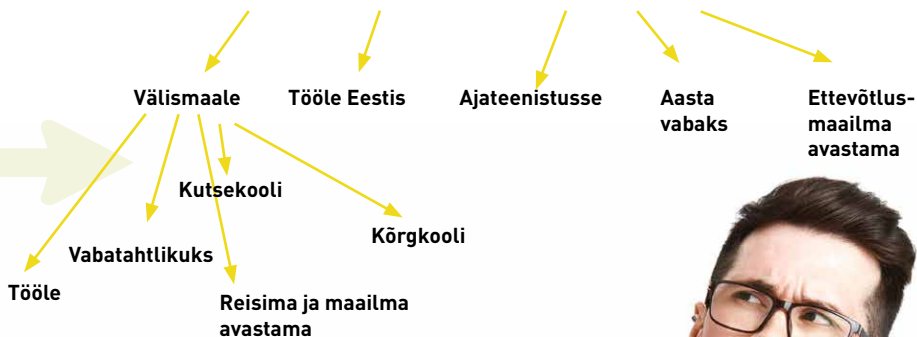 Välismaale
Tööle Eestis
Ajateenistusse
Aasta
vabaks
Ettevõtlus-
maailma
avastama
Kutsekooli
Kõrgkooli
Vabatahtlikuks
Tööle
Reisima ja maailma
avastama